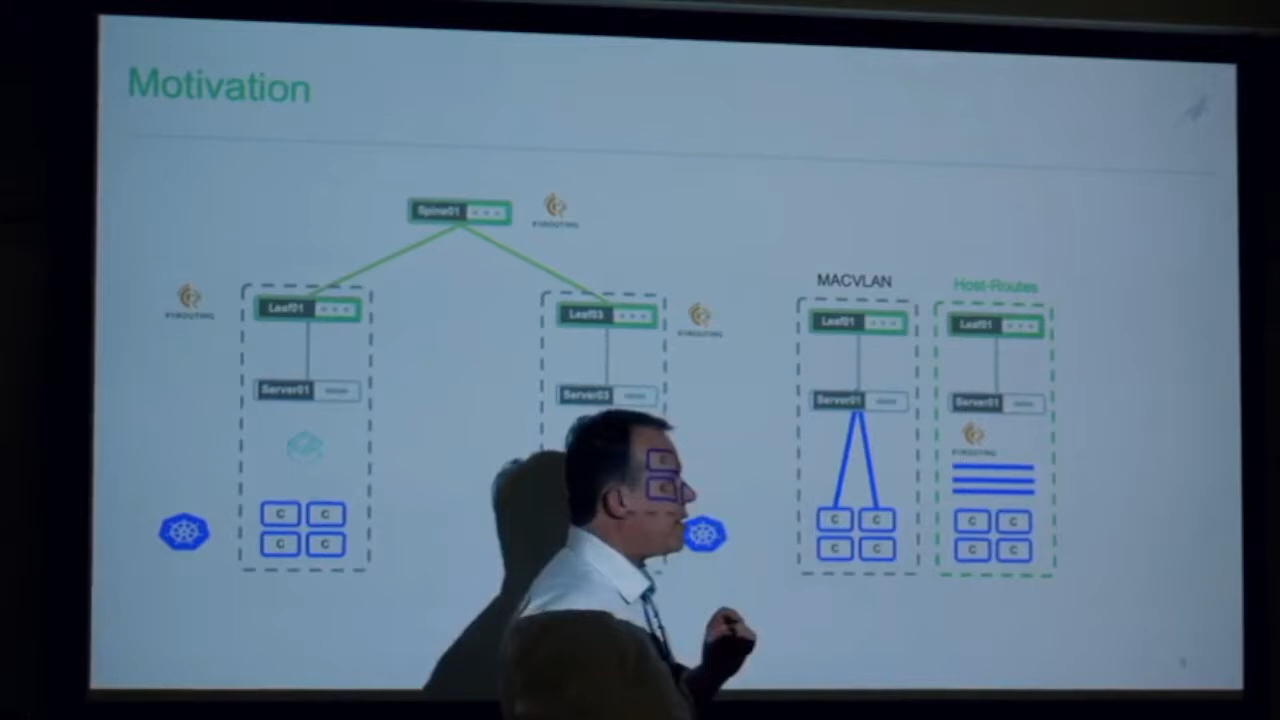 Motivation
Spine01
FRROUTING
MACVLAN
Host-Routes
FRROUTING
Leaf01
Leaf03
FRROUTING
Leaf01
Leaf01
Server01
Server03
Server01
Server01
FRROUTING
C
C
C C
C C
C C
C C
C C
C C